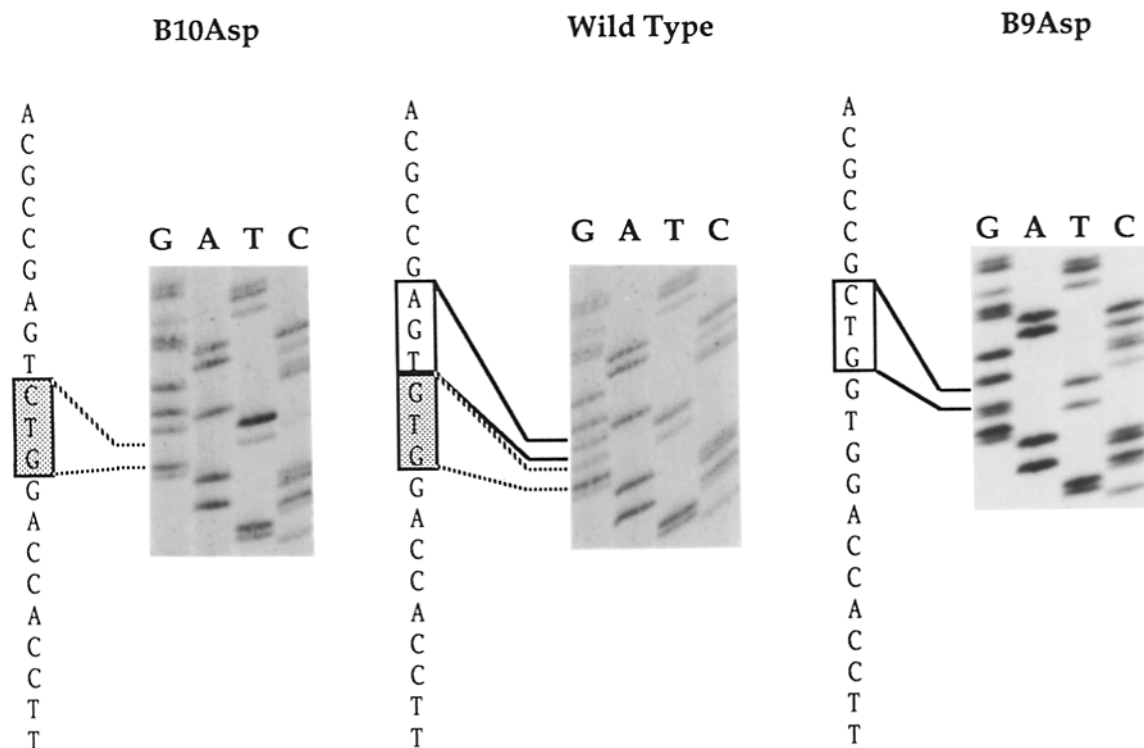 B10Asp
A C G C C G A G T C T G G A C C A C C T T
G A T C
Wild Type
A C G C C G A G T G T G G A C C A C C T T
G A T C
B9Asp
A C G C C G C T G G T G G A C C A C C T T
G A T C